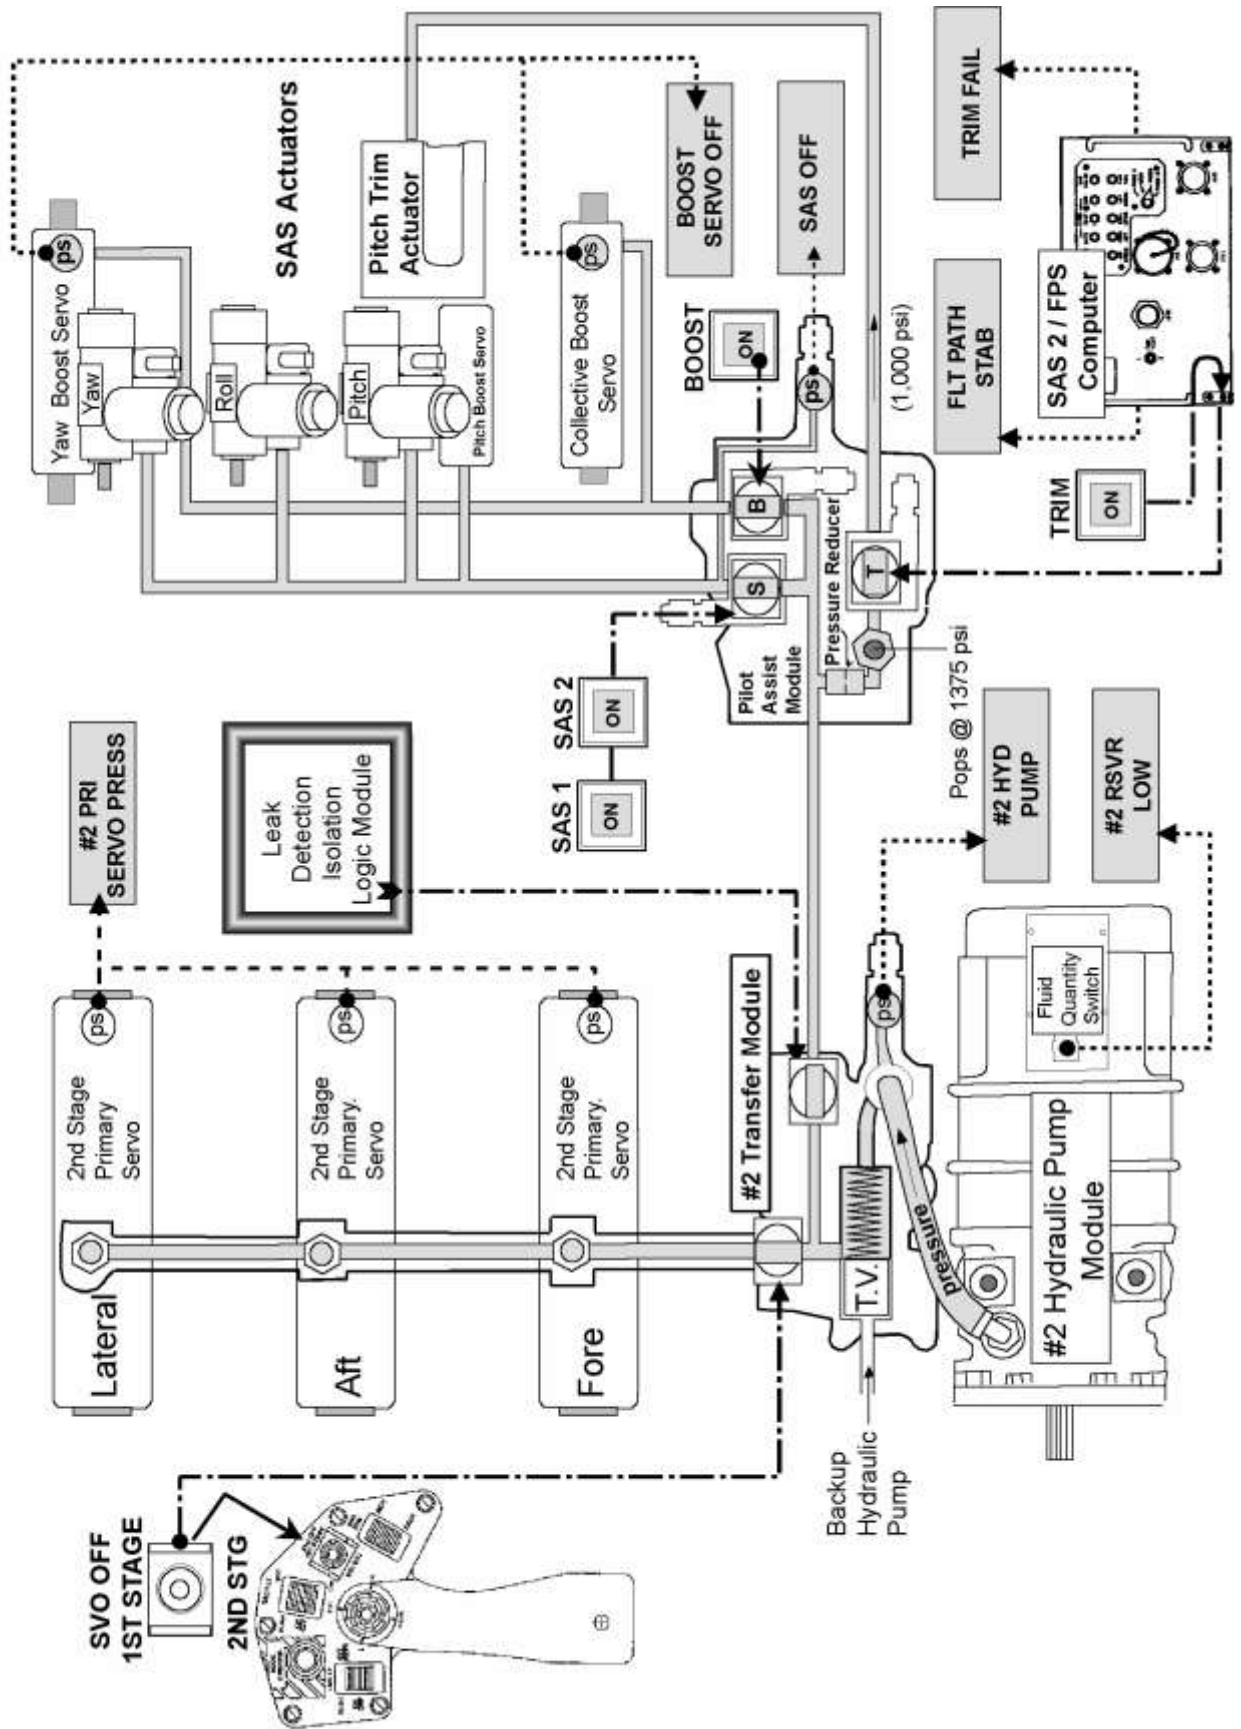 SVO OFF
1ST STAGE
2ND STG
Lateral
2nd Stage
Primary
Servo
ps
Aft
2nd Stage
Primary.
Servo
ps
Fore
2nd Stage
Primary.
Servo
ps
#2 PRI
SERVO PRESS
Leak
Detection
Isolation
Logic Module
SAS 1
ON
SAS 2
ON
Yaw Boost Servo
ps
Yaw
Roll
Pitch
Pitch Boost Servo
SAS Actuators
Pitch Trim
Actuator
Collective Boost
Servo
ps
BOOST
SERVO OFF
BOOST
ON
SAS OFF
ps
S
B
T
Pilot
Assist
Module
Pressure Reducer
(1,000 psi)
Pops @ 1375 psi
#2 Transfer Module
T.V.
ps
pressure
Backup
Hydraulic
Pump
#2 Hydraulic Pump
Module
Fluid
Quantity
Switch
#2 HYD
PUMP
#2 RSVR
LOW
TRIM
ON
FLT PATH
STAB
TRIM FAIL
SAS 2 / FPS
Computer